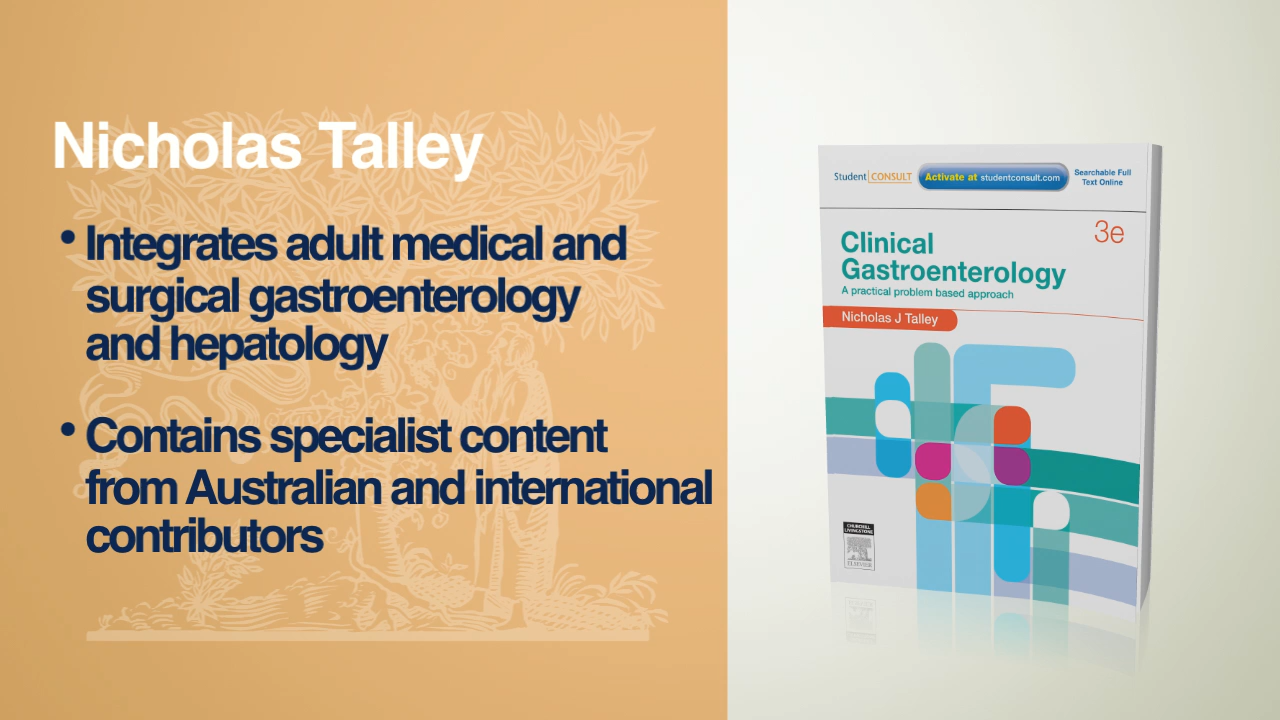 Nicholas Talley
• Integrates adult medical and
surgical gastroenterology
and hepatology
• Contains specialist content
from Australian and international
contributors
Student CONSULT
Activate at studentconsult.com
Searchable Full
Text Online
3e
Clinical
Gastroenterology
A practical problem based approach
Nicholas J Talley
CHURCHILL
LIVINGSTONE
ELSEVIER